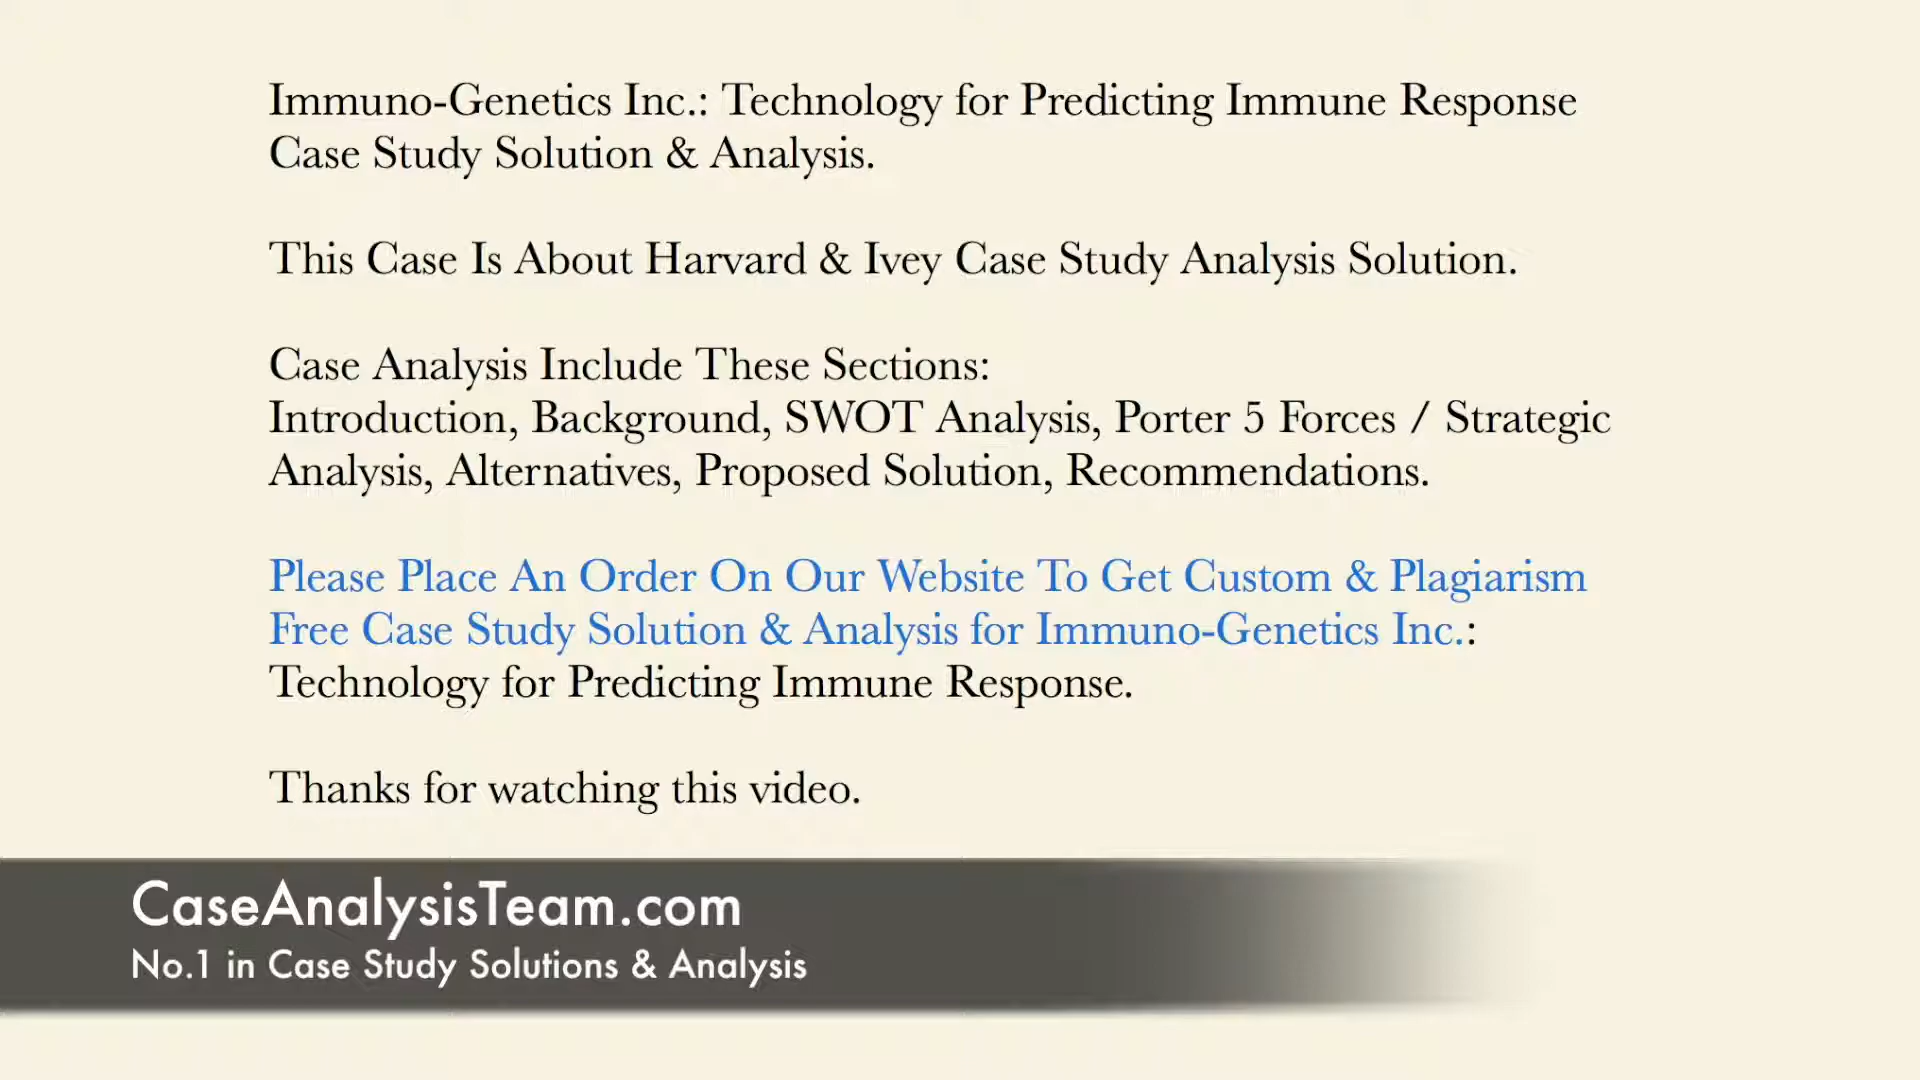 Immuno-Genetics Inc.: Technology for Predicting Immune Response
Case Study Solution & Analysis.
This Case Is About Harvard & Ivey Case Study Analysis Solution.
Case Analysis Include These Sections:
Introduction, Background, SWOT Analysis, Porter 5 Forces / Strategic
Analysis, Alternatives, Proposed Solution, Recommendations.
Please Place An Order On Our Website To Get Custom & Plagiarism
Free Case Study Solution & Analysis for Immuno-Genetics Inc.:
Technology for Predicting Immune Response.
Thanks for watching this video.
CaseAnalysisTeam.com
No.1 in Case Study Solutions & Analysis